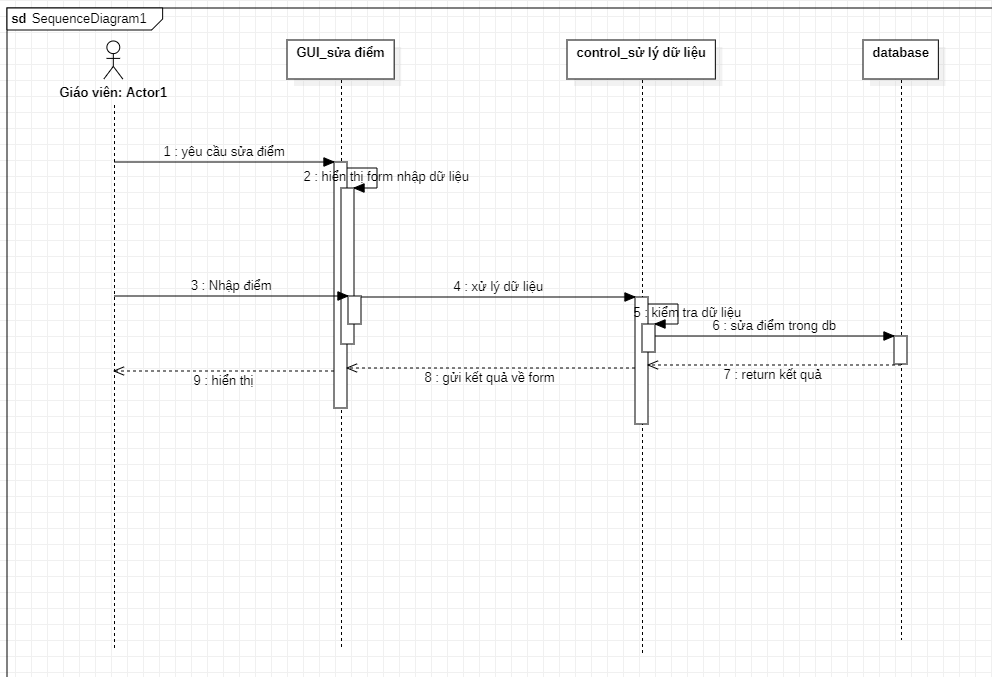 sd SequenceDiagram1
GUI_sửa điểm
control_sử lý dữ liệu
database
Giáo viên: Actor1
1 : yêu cầu sửa điểm
2 : hiển thị form nhập dữ liệu
3 : Nhập điểm
4 : xử lý dữ liệu
5 : kiểm tra dữ liệu
6 : sửa điểm trong db
7 : return kết quả
8 : gửi kết quả về form
9 : hiển thị